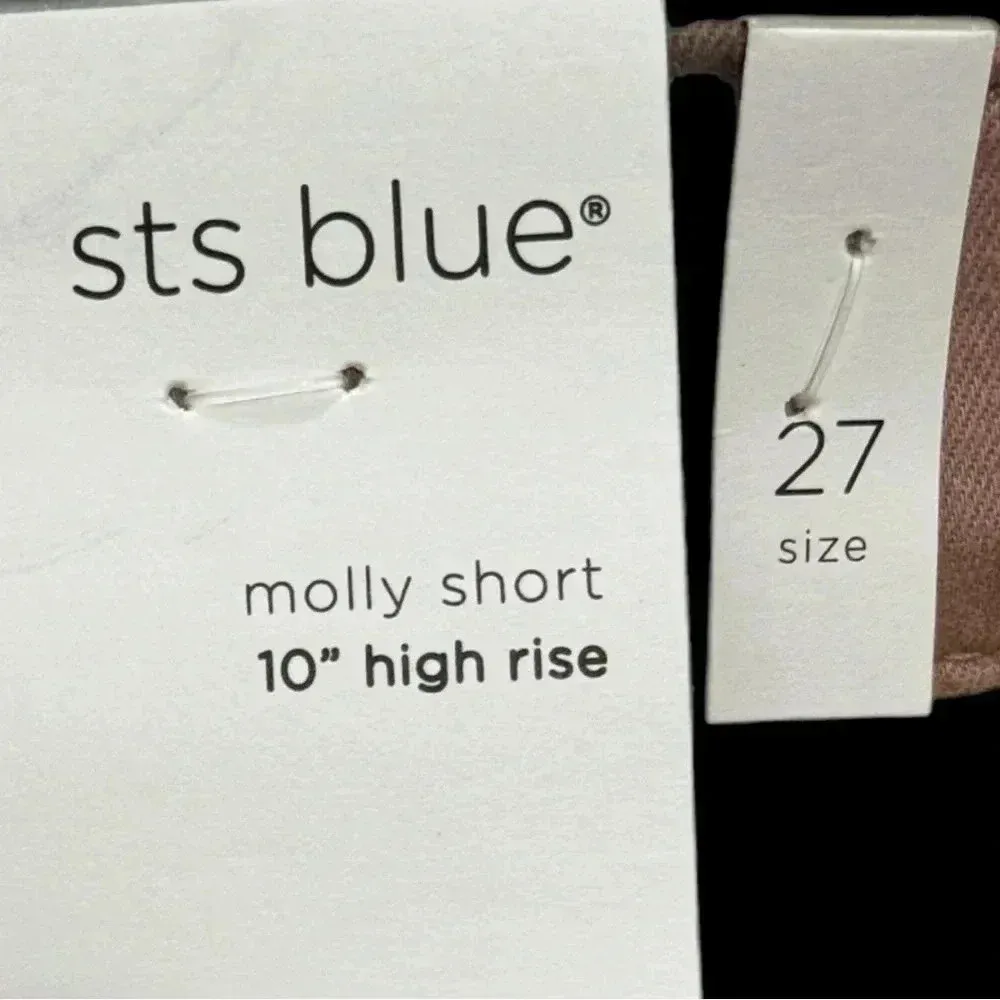 sts blue®
molly short
10” high rise
27
size